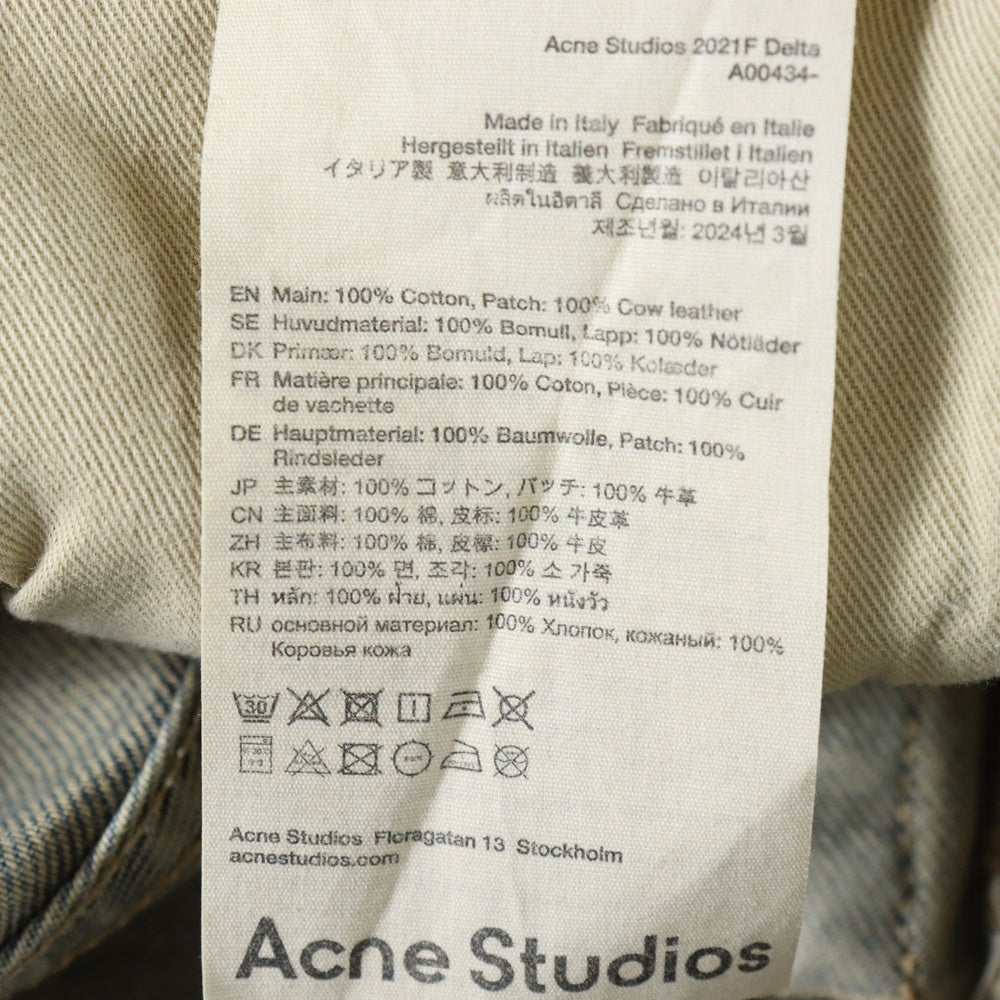 Acne Studios 2021F Delta
A00434-
Made in Italy Fabriqué en Italie
Hergestellt in Italien Fremstillet i Italien
イタリア製 意大利制造 義大利製造 이탈리아산
ผลิตในอิตาลี Сделано в Италии
제조년월: 2024년 3월
EN Main: 100% Cotton, Patch: 100% Cow leather
SE Huvudmaterial: 100% Bomull, Lapp: 100% Nötläder
DK Primær: 100% Bomuld, Lap: 100% Kolæder
FR Matière principale: 100% Coton, Pièce: 100% Cuir
de vachette
DE Hauptmaterial: 100% Baumwolle, Patch: 100%
Rindsleder
JP 主素材: 100% コットン, パッチ: 100% 牛革
CN 主面料: 100% 棉, 皮标: 100% 牛皮革
ZH 主布料: 100% 棉, 皮標: 100% 牛皮
KR 본판: 100% 면, 조각: 100% 소 가죽
TH หลัก: 100% ฝ้าย, แผ่น: 100% หนังวัว
RU основной материал: 100% Хлопок, кожаный: 100%
Коровья кожа
30
Acne Studios Floragatan 13 Stockholm
acnestudios.com
Acne Studios